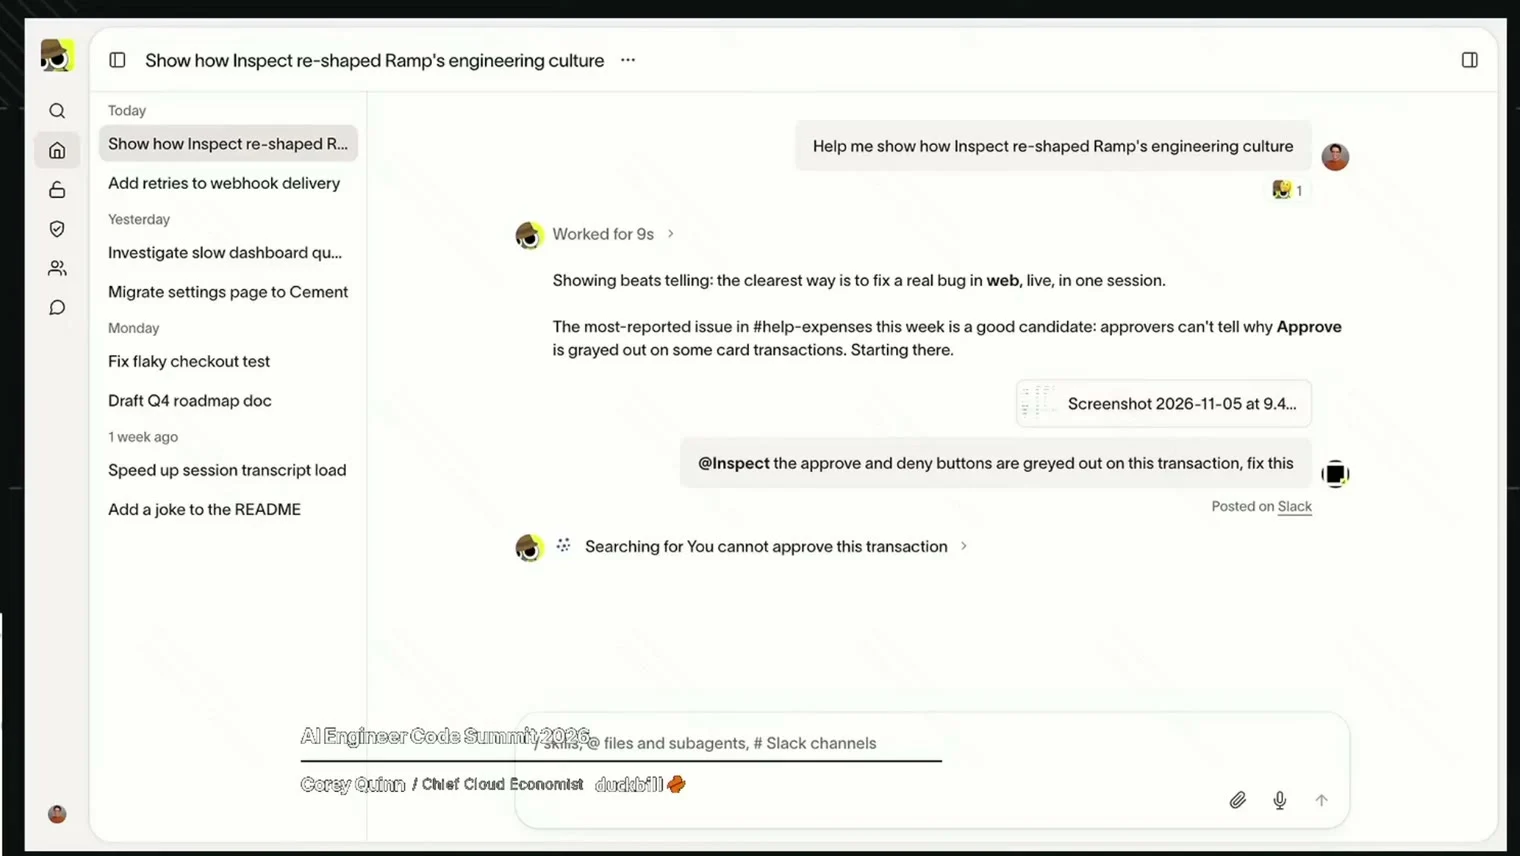 Show how Inspect re-shaped Ramp's engineering culture ...
Today
Show how Inspect re-shaped R...
Add retries to webhook delivery
Yesterday
Investigate slow dashboard qu...
Migrate settings page to Cement
Monday
Fix flaky checkout test
Draft Q4 roadmap doc
1 week ago
Speed up session transcript load
Add a joke to the README
Help me show how Inspect re-shaped Ramp's engineering culture
1
Worked for 9s
Showing beats telling: the clearest way is to fix a real bug in web, live, in one session.
The most-reported issue in #help-expenses this week is a good candidate: approvers can't tell why Approve
is grayed out on some card transactions. Starting there.
Screenshot 2026-11-05 at 9.4...
@Inspect the approve and deny buttons are greyed out on this transaction, fix this
Posted on Slack
Searching for You cannot approve this transaction
/ skills, @ files and subagents, # Slack channels
AI Engineer Code Summit 2026
Corey Quinn / Chief Cloud Economist duckbill